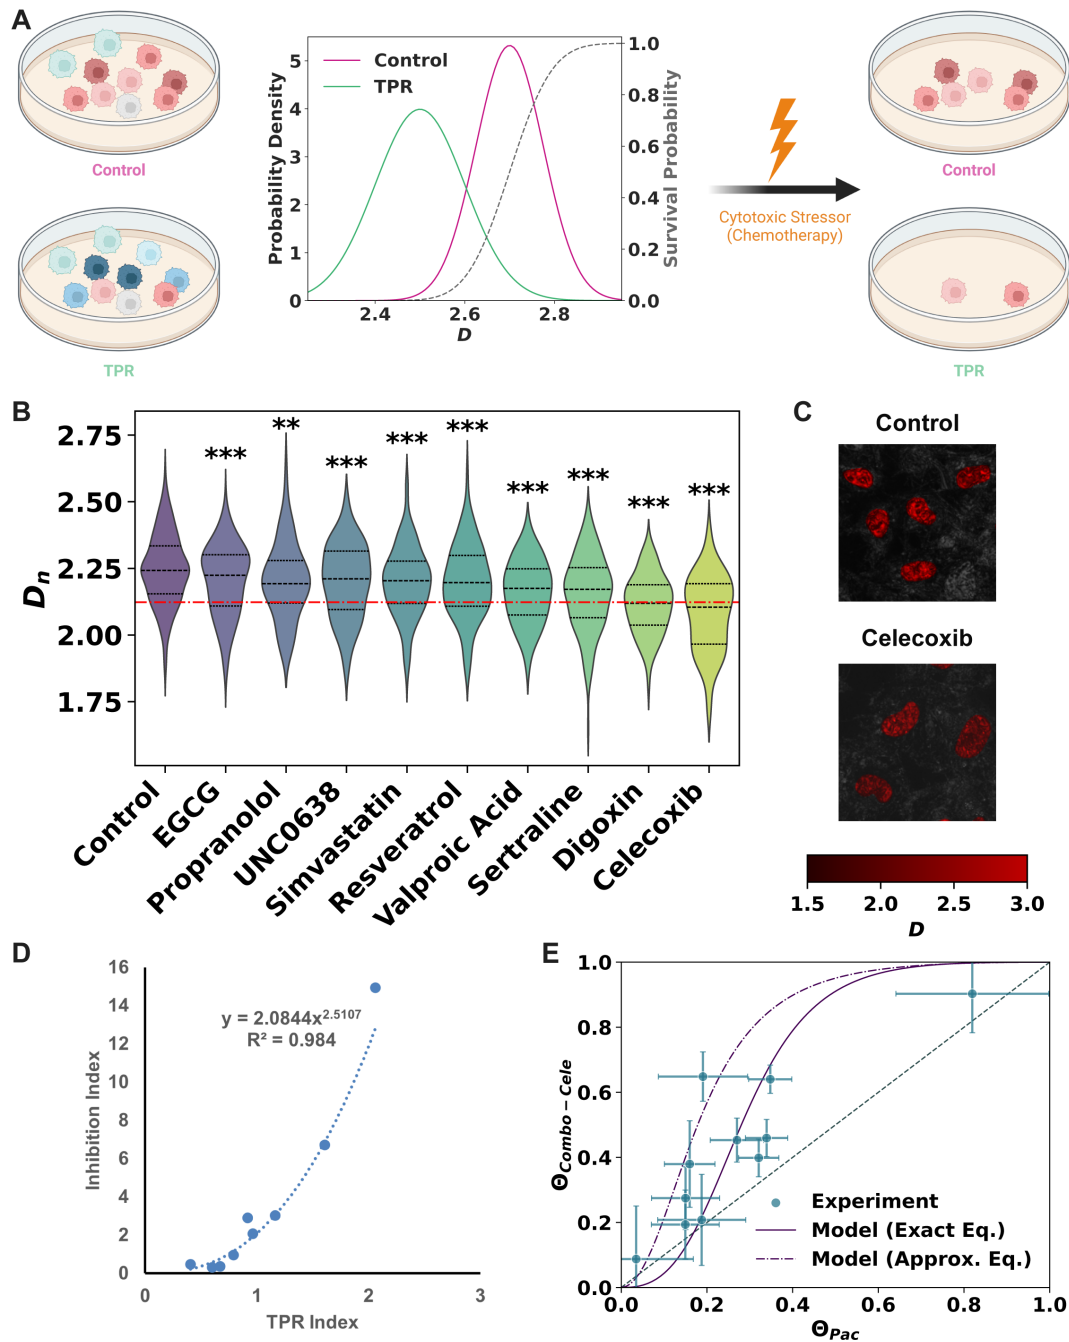 A
Control
TPR
5
4
3
2
1
0
Probability Density
Control
TPR
1.0
0.8
0.6
0.4
0.2
0.0
Survival Probability
2.4
2.6
2.8
D
Cytotoxic Stressor
(Chemotherapy)
Control
TPR
B
2.75
2.50
2.25
2.00
1.75
Dn
***
**
***
***
***
***
***
***
***
Control
EGCG
Propranolol
UNC0638
Simvastatin
Resveratrol
Valproic Acid
Sertraline
Digoxin
Celecoxib
C
Control
Celecoxib
1.5
2.0
2.5
3.0
D
D
16
14
12
10
8
6
4
2
0
Inhibition Index
y = 2.0844x^2.5107
R² = 0.984
0
1
2
3
TPR Index
E
1.0
0.8
0.6
0.4
0.2
0.0
ΘCombo−Cele
Experiment
Model (Exact Eq.)
Model (Approx. Eq.)
0.0
0.2
0.4
0.6
0.8
1.0
ΘPac